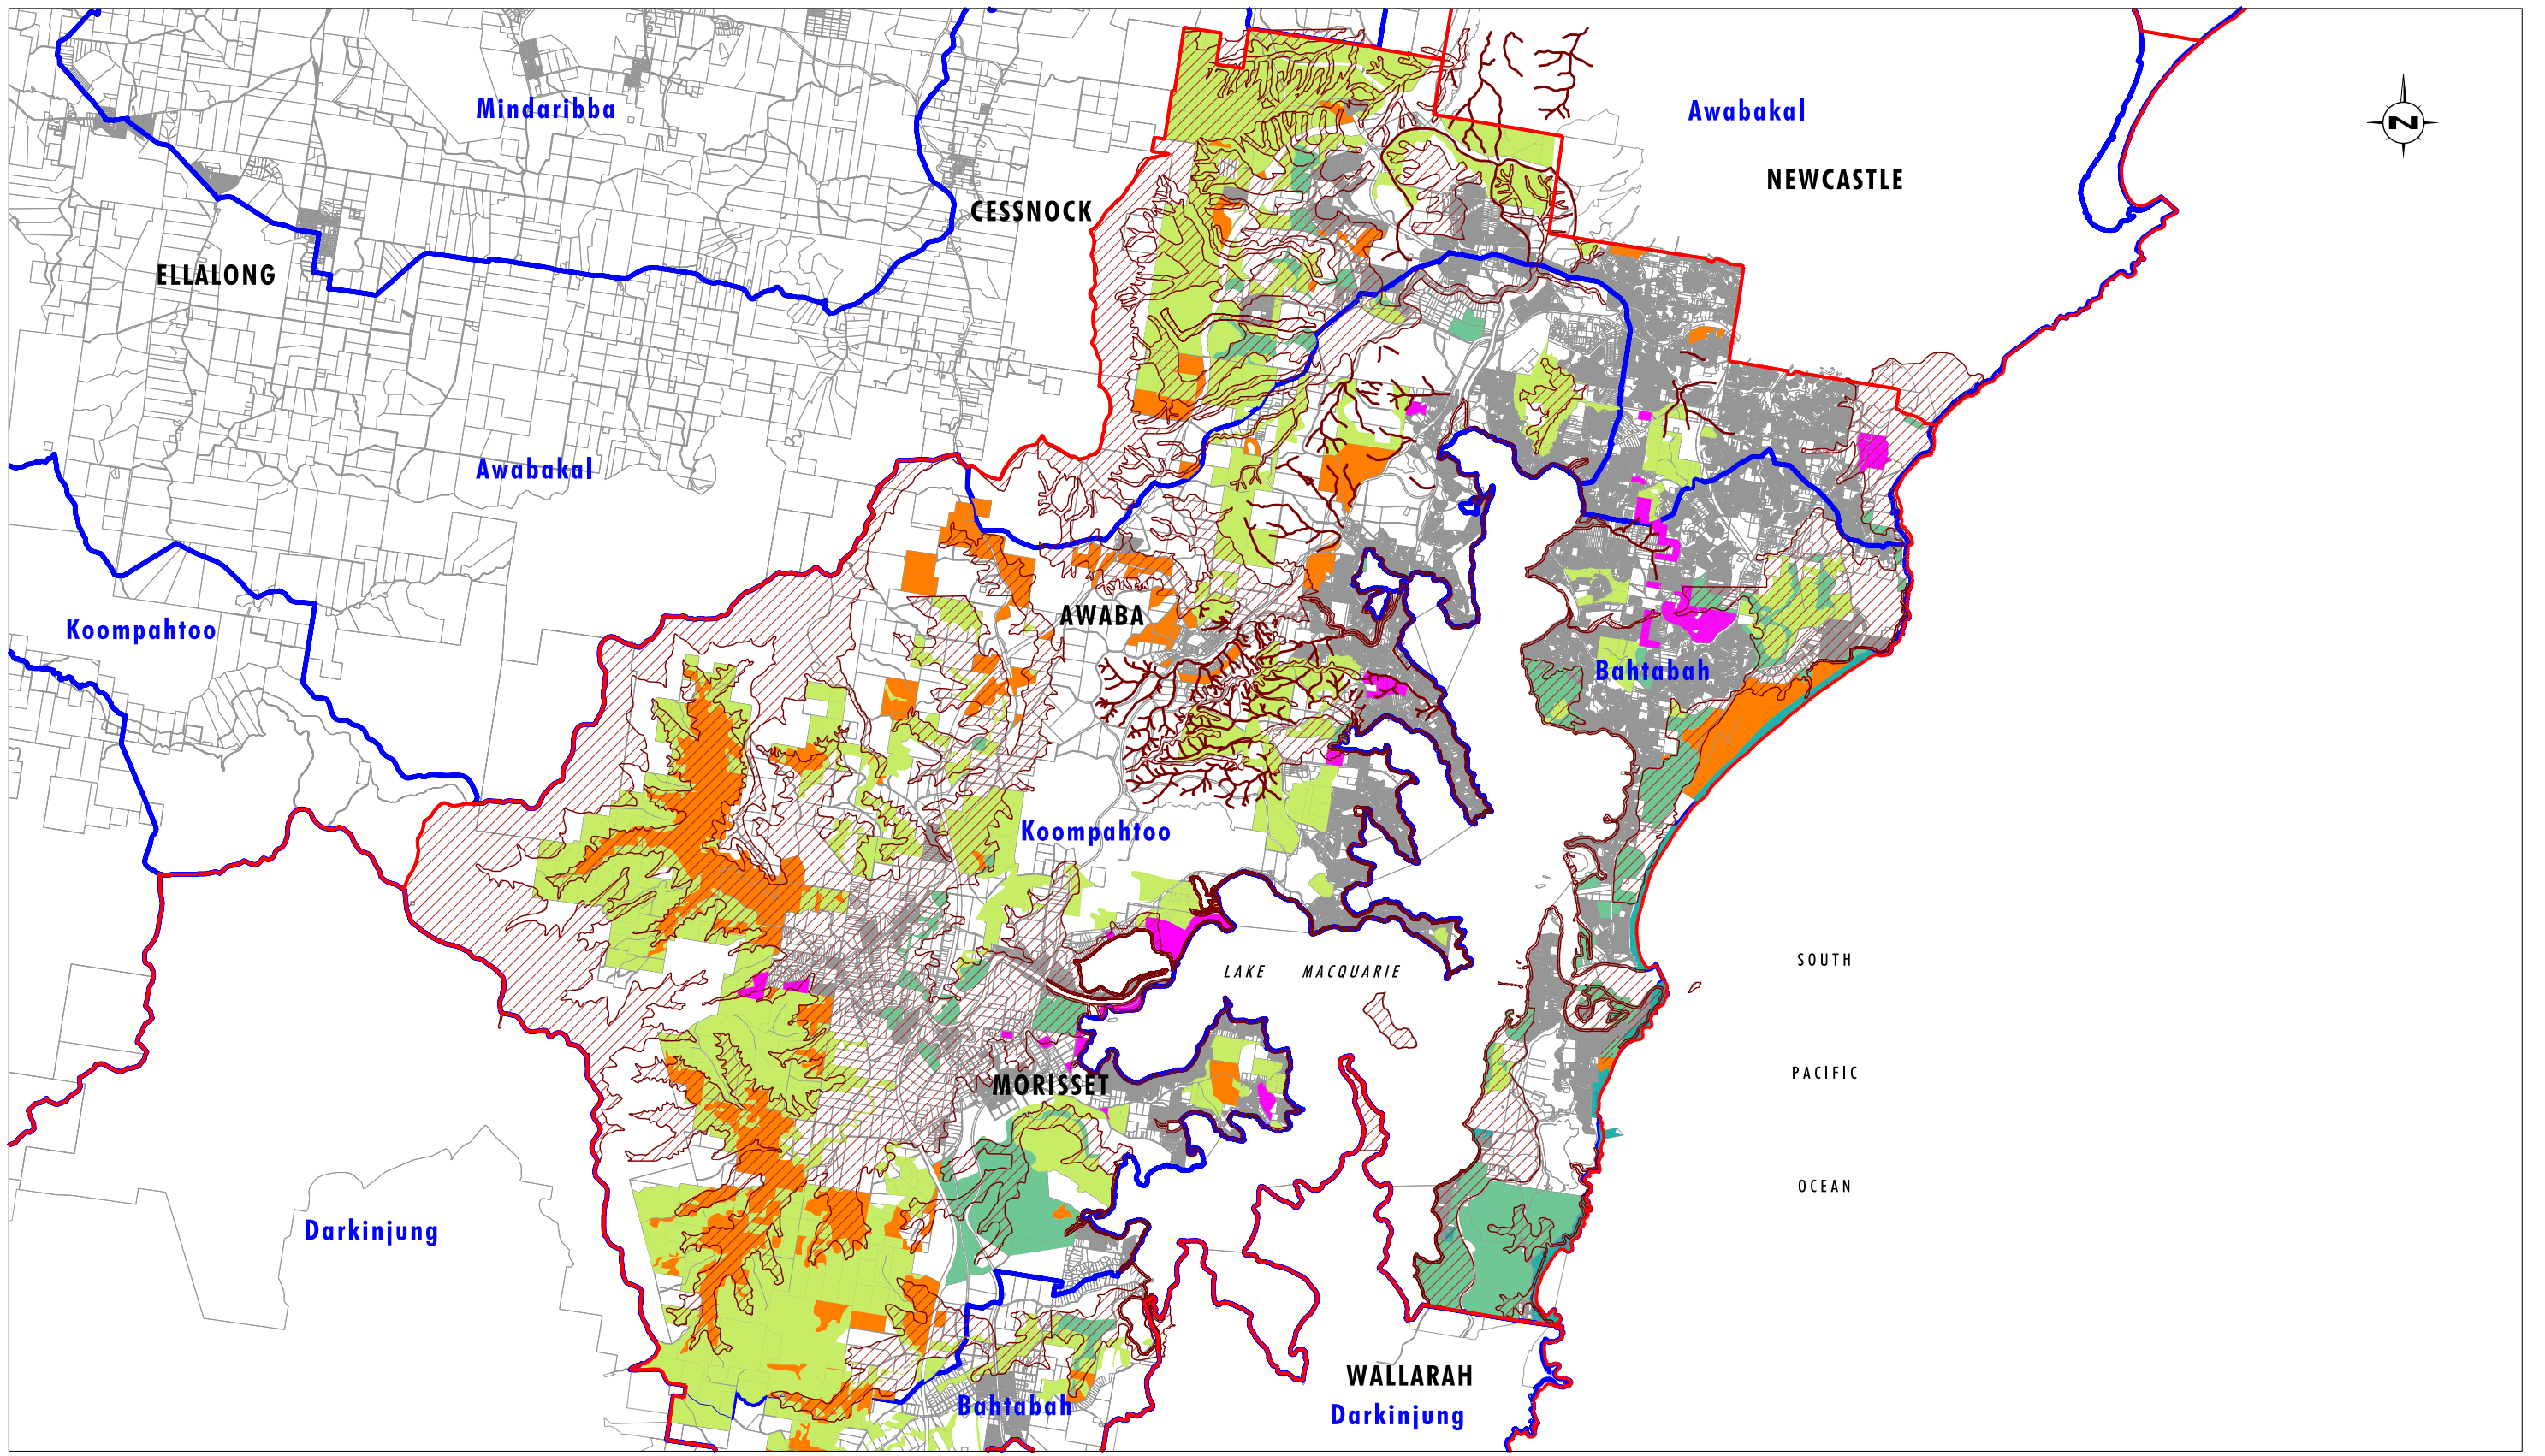 Mindaribba
Awabakal
NEWCASTLE
CESSNOCK
ELLALONG
Awabakal
Koompahtoo
AWABA
Bahtabah
Koompahtoo
LAKE MACQUARIE
SOUTH
PACIFIC
OCEAN
MORISSET
Darkinjung
WALLARAH
Bahtabah
Darkinjung
N